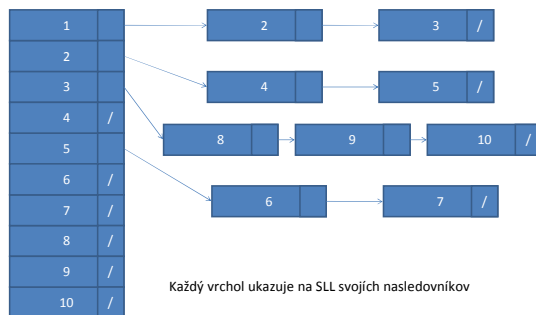 1 2 3 /
2
3 4 5 /
4 /
5 8 9 10 /
6 /
7 / 6 7 /
8 /
9 / Každý vrchol ukazuje na SLL svojích nasledovníkov
10 /